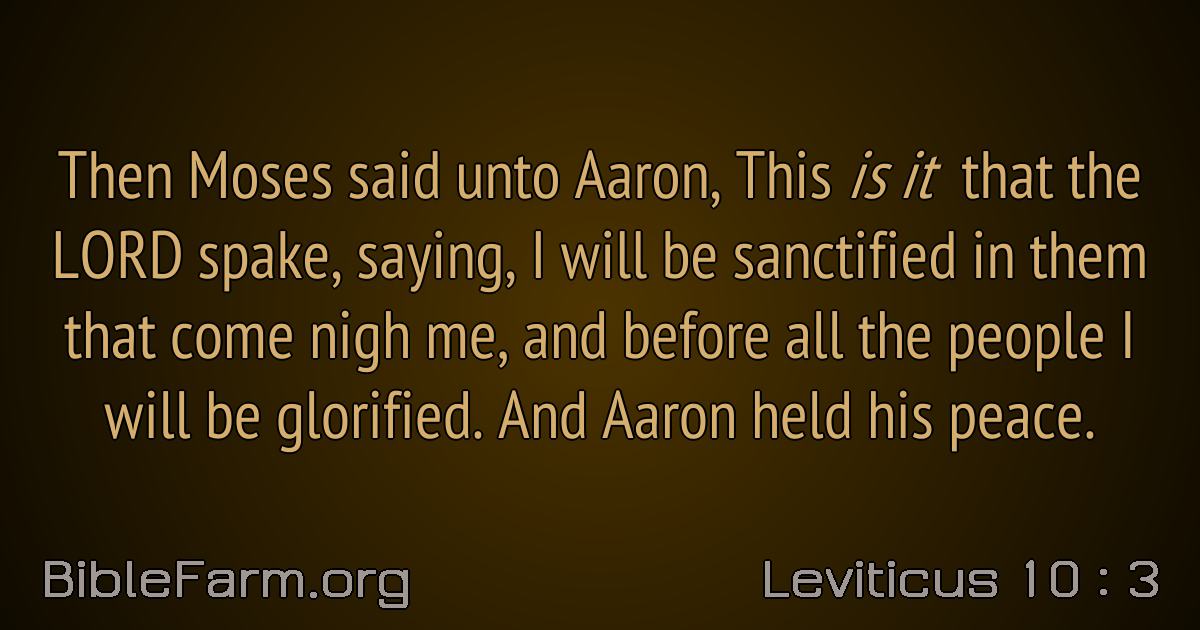 Then Moses said unto Aaron, This is it that the
LORD spake, saying, I will be sanctified in them
that come nigh me, and before all the people I
will be glorified. And Aaron held his peace.
BibleFarm.org
Leviticus 10 : 3